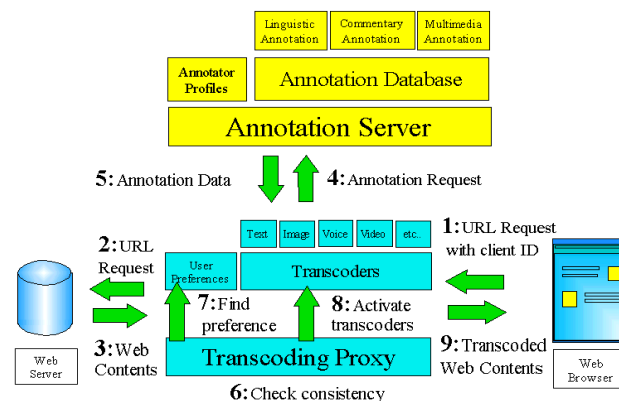 Linguistic
Annotation
Commentary
Annotation
Multimedia
Annotation
Annotator
Profiles
Annotation Database
Annotation Server
5: Annotation Data
4: Annotation Request
Text
Image
Voice
Video
etc..
1: URL Request
with client ID
2: URL
Request
User
Preferences
Transcoders
7: Find
preference
8: Activate
transcoders
3: Web
Contents
Transcoding Proxy
9: Transcoded
Web Contents
Web
Server
Web
Browser
6: Check consistency